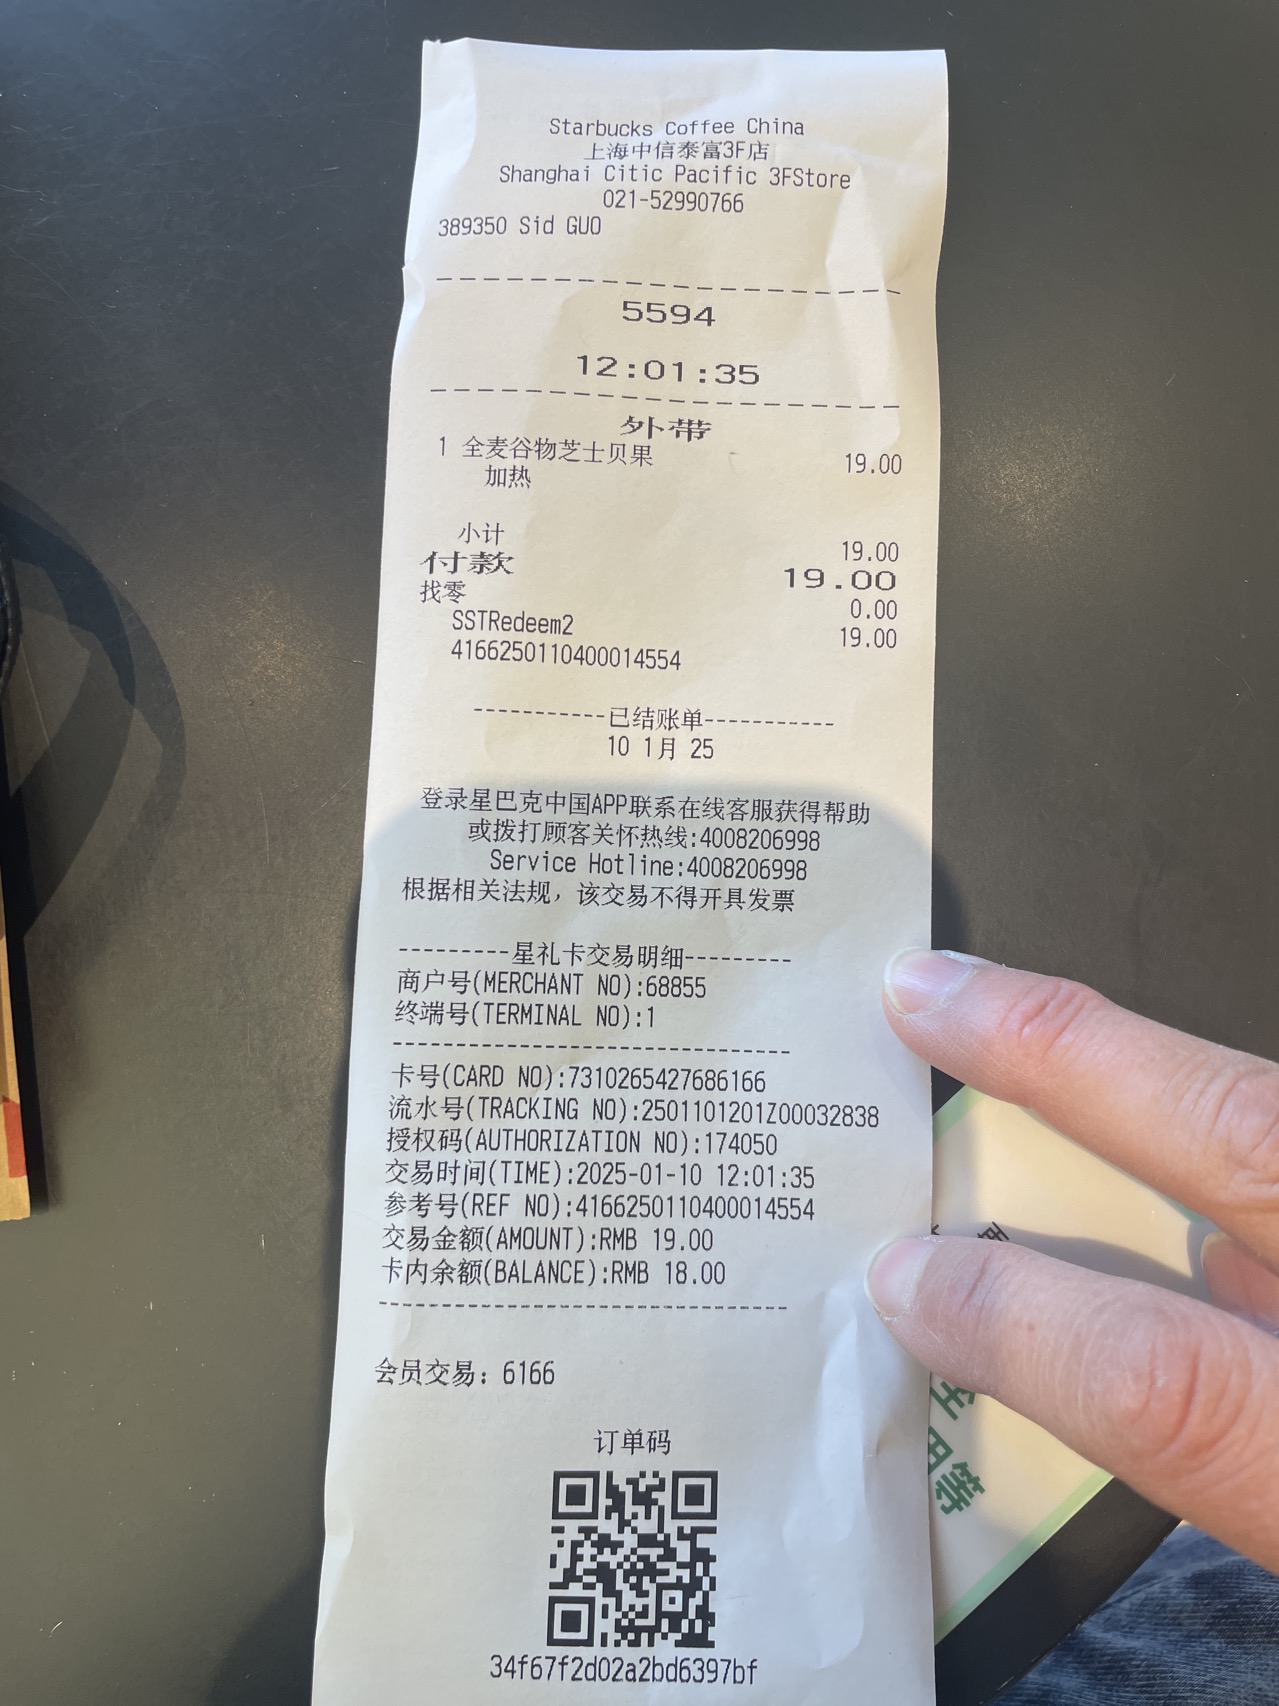 Starbucks Coffee China
上海中信泰富3F店
Shanghai Citic Pacific 3FStore
021-52990766
389350 Sid GUO
5594
12:01:35
外带
1 全麦谷物芝士贝果 19.00
加热
小计 19.00
付款 19.00
找零 0.00
SSTRedeem2 19.00
4166250110400014554
-----------已结账单-----------
10 1月 25
登录星巴克中国APP联系在线客服获得帮助
或拨打顾客关怀热线:4008206998
Service Hotline:4008206998
根据相关法规，该交易不得开具发票
---------星礼卡交易明细---------
商户号(MERCHANT NO):68855
终端号(TERMINAL NO):1
卡号(CARD NO):7310265427686166
流水号(TRACKING NO):2501101201Z00032838
授权码(AUTHORIZATION NO):174050
交易时间(TIME):2025-01-10 12:01:35
参考号(REF NO):4166250110400014554
交易金额(AMOUNT):RMB 19.00
卡内余额(BALANCE):RMB 18.00
会员交易：6166
订单码
34f67f2d02a2bd6397bf
用等